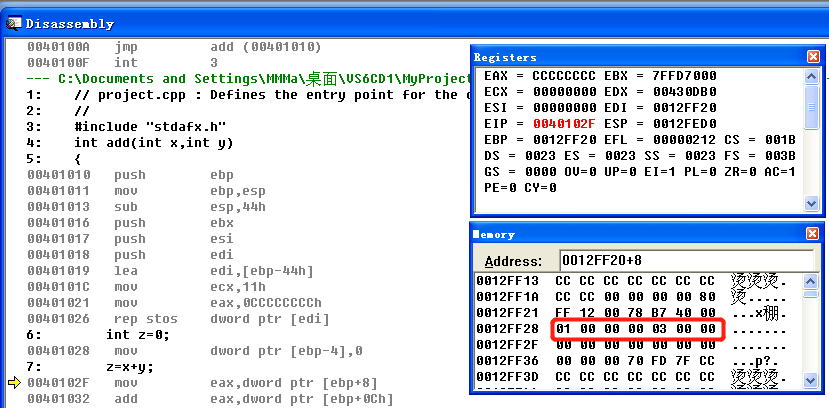 Disassembly
0040100A jmp add (00401010)
0040100F int 3
--- C:\Documents and Settings\MMMa\桌面\VS6CD1\MyProject
1: // project.cpp : Defines the entry point for the c
2: //
3: #include "stdafx.h"
4: int add(int x,int y)
5: {
00401010 push ebp
00401011 mov ebp,esp
00401013 sub esp,44h
00401016 push ebx
00401017 push esi
00401018 push edi
00401019 lea edi,[ebp-44h]
0040101C mov ecx,11h
00401021 mov eax,0CCCCCCCCh
00401026 rep stos dword ptr [edi]
6: int z=0;
00401028 mov dword ptr [ebp-4],0
7: z=x+y;
0040102F mov eax,dword ptr [ebp+8]
00401032 add eax,dword ptr [ebp+0Ch]
Registers
EAX = CCCCCCCC EBX = 7FFD7000
ECX = 00000000 EDX = 00430DB0
ESI = 00000000 EDI = 0012FF20
EIP = 0040102F ESP = 0012FED0
EBP = 0012FF20 EFL = 00000212 CS = 001B
DS = 0023 ES = 0023 SS = 0023 FS = 003B
GS = 0000 OV=0 UP=0 EI=1 PL=0 ZR=0 AC=1
PE=0 CY=0
Memory
Address: 0012FF20+8
0012FF13 CC CC CC CC CC CC CC 烫烫烫.
0012FF1A CC CC 00 00 00 00 80 烫.....
0012FF21 FF 12 00 78 B7 40 00 ...x稝.
0012FF28 01 00 00 00 03 00 00 .......
0012FF2F 00 00 00 00 00 00 00 .......
0012FF36 00 00 00 70 FD 7F CC ...p?.
0012FF3D CC CC CC CC CC CC CC 烫烫烫.